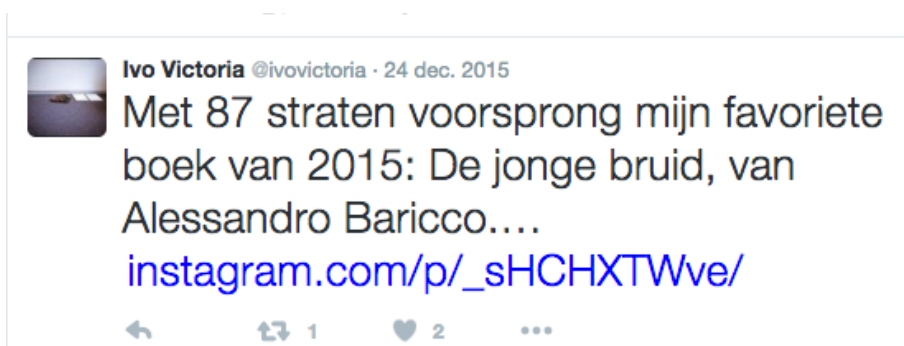 Ivo Victoria @ivovictoria · 24 dec. 2015
Met 87 straten voorsprong mijn favoriete
boek van 2015: De jonge bruid, van
Alessandro Baricco....
instagram.com/p/_sHCHXTWve/
1 2